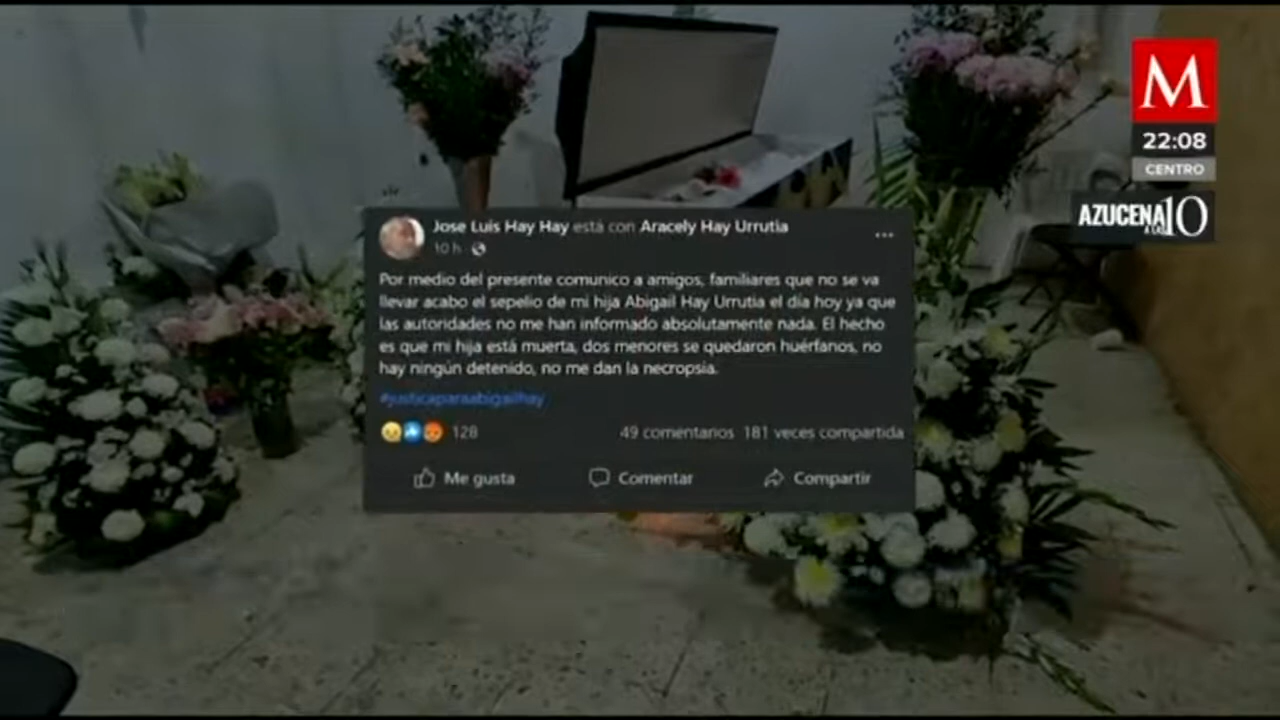 M
22:08
CENTRO
AZUCENA
A LAS
10
Jose Luis Hay Hay está con Aracely Hay Urrutia
10 h
Por medio del presente comunico a amigos, familiares que no se va
llevar acabo el sepelio de mi hija Abigail Hay Urrutia el día hoy ya que
las autoridades no me han informado absolutamente nada. El hecho
es que mi hija está muerta, dos menores se quedaron huérfanos, no
hay ningún detenido, no me dan la necropsia.
#justicaparaabigailhay
128
49 comentarios 181 veces compartida
Me gusta
Comentar
Compartir